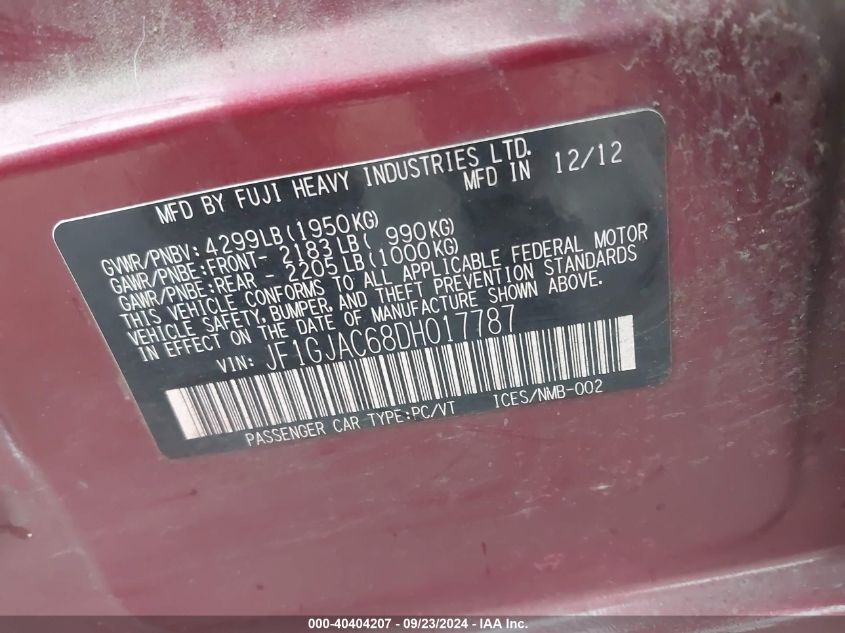 MFD BY FUJI HEAVY INDUSTRIES LTD.
MFD IN 12/12
GVWR/PNBV: 4299LB (1950KG)
GAWR/PNBE:FRONT- 2183LB ( 990KG)
GAWR/PNBE:REAR - 2205LB (1000KG)
THIS VEHICLE CONFORMS TO ALL APPLICABLE FEDERAL MOTOR
VEHICLE SAFETY, BUMPER, AND THEFT PREVENTION STANDARDS
IN EFFECT ON THE DATE OF MANUFACTURE SHOWN ABOVE.
VIN: JF1GJAC68DH017787
PASSENGER CAR TYPE:PC/VT ICES/NMB-002
000-40404207 - 09/23/2024 - IAA Inc.